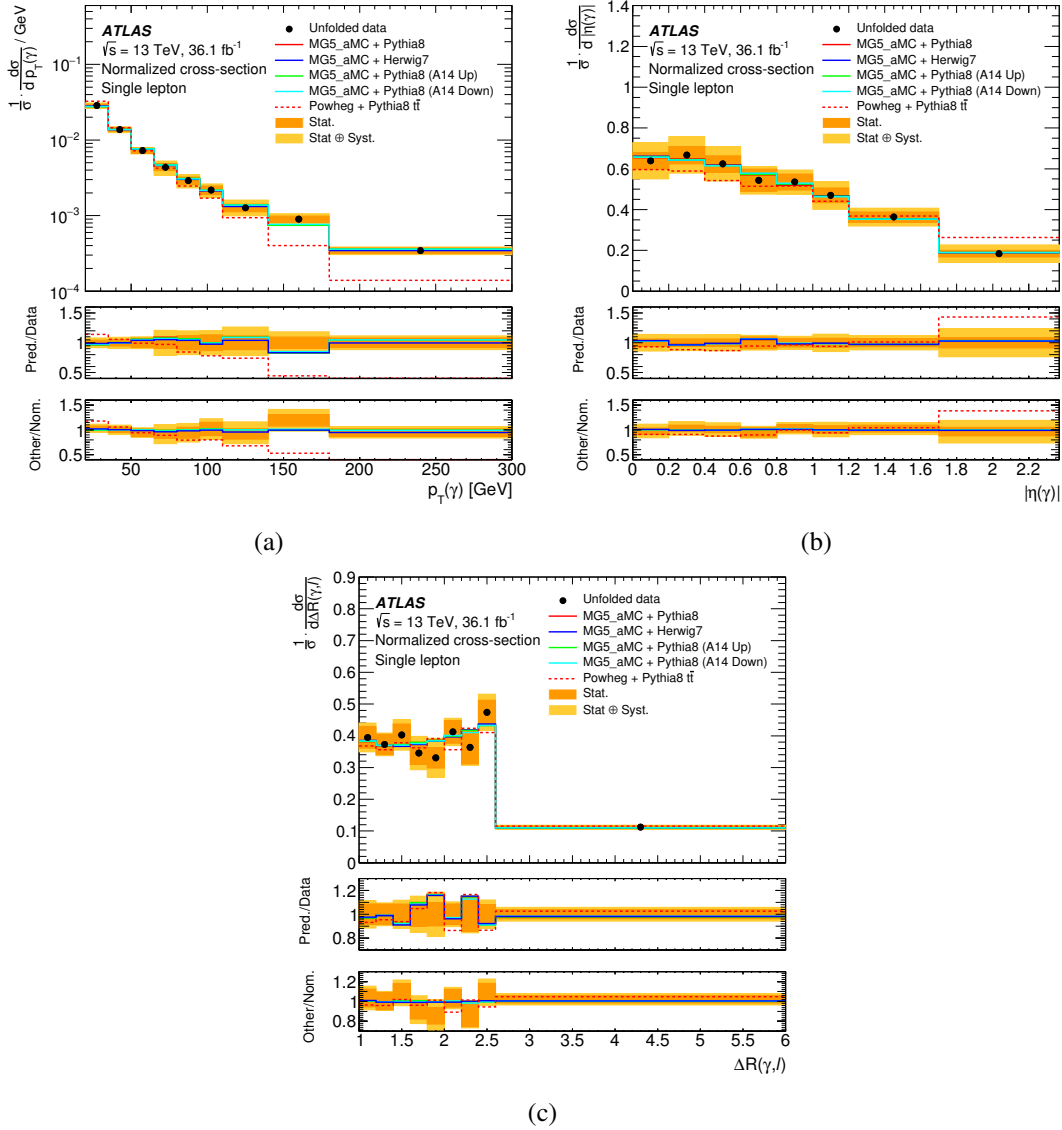 1/σ · dσ/d p_T(γ) / GeV
10⁻¹
10⁻²
10⁻³
10⁻⁴
ATLAS
√s = 13 TeV, 36.1 fb⁻¹
Normalized cross-section
Single lepton
Unfolded data
MG5_aMC + Pythia8
MG5_aMC + Herwig7
MG5_aMC + Pythia8 (A14 Up)
MG5_aMC + Pythia8 (A14 Down)
Powheg + Pythia8 tt̄
Stat.
Stat ⊕ Syst.
Pred./Data
1.5
1
0.5
Other/Nom.
1.5
1
0.5
50 100 150 200 250 300
p_T(γ) [GeV]
(a)
1/σ · dσ/d |η(γ)|
1.4
1.2
1
0.8
0.6
0.4
0.2
0
ATLAS
√s = 13 TeV, 36.1 fb⁻¹
Normalized cross-section
Single lepton
Unfolded data
MG5_aMC + Pythia8
MG5_aMC + Herwig7
MG5_aMC + Pythia8 (A14 Up)
MG5_aMC + Pythia8 (A14 Down)
Powheg + Pythia8 tt̄
Stat.
Stat ⊕ Syst.
Pred./Data
1.5
1
0.5
Other/Nom.
1.5
1
0.5
0 0.2 0.4 0.6 0.8 1 1.2 1.4 1.6 1.8 2 2.2
|η(γ)|
(b)
1/σ · dσ/dΔR(γ,l)
0.9
0.8
0.7
0.6
0.5
0.4
0.3
0.2
0.1
0
ATLAS
√s = 13 TeV, 36.1 fb⁻¹
Normalized cross-section
Single lepton
Unfolded data
MG5_aMC + Pythia8
MG5_aMC + Herwig7
MG5_aMC + Pythia8 (A14 Up)
MG5_aMC + Pythia8 (A14 Down)
Powheg + Pythia8 tt̄
Stat.
Stat ⊕ Syst.
Pred./Data
1.2
1
0.8
Other/Nom.
1.2
1
0.8
1 1.5 2 2.5 3 3.5 4 4.5 5 5.5 6
ΔR(γ,l)
(c)